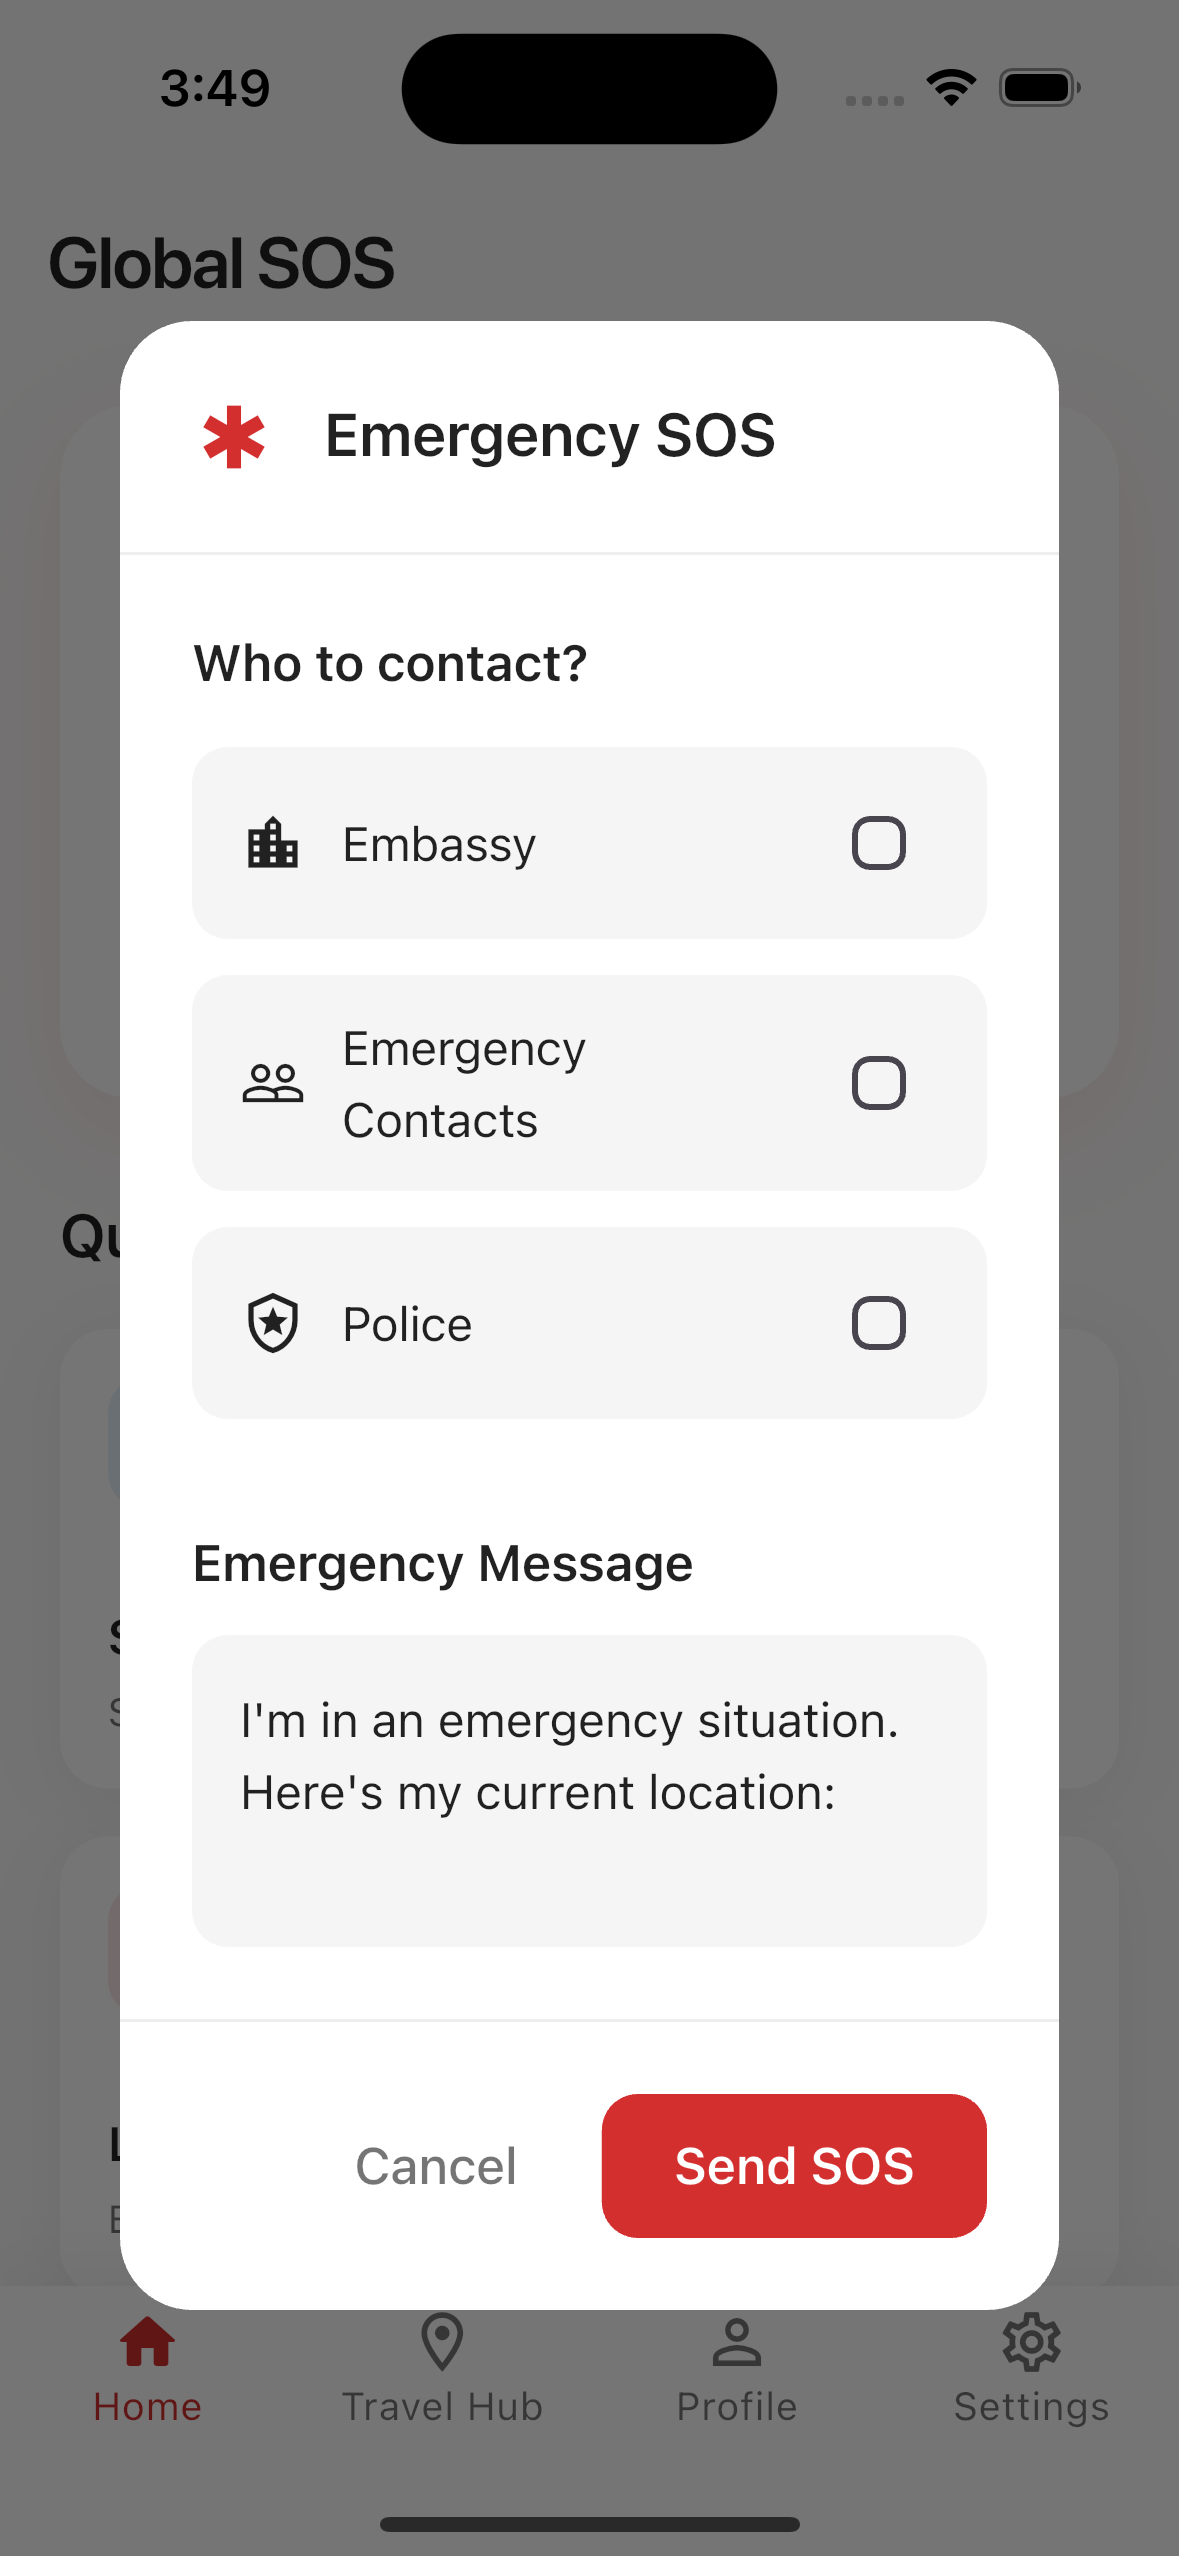 3:49
Global SOS
Emergency SOS
Who to contact?
Embassy
Emergency
Contacts
Police
Emergency Message
I'm in an emergency situation.
Here's my current location:
Cancel
Send SOS
Home
Travel Hub
Profile
Settings